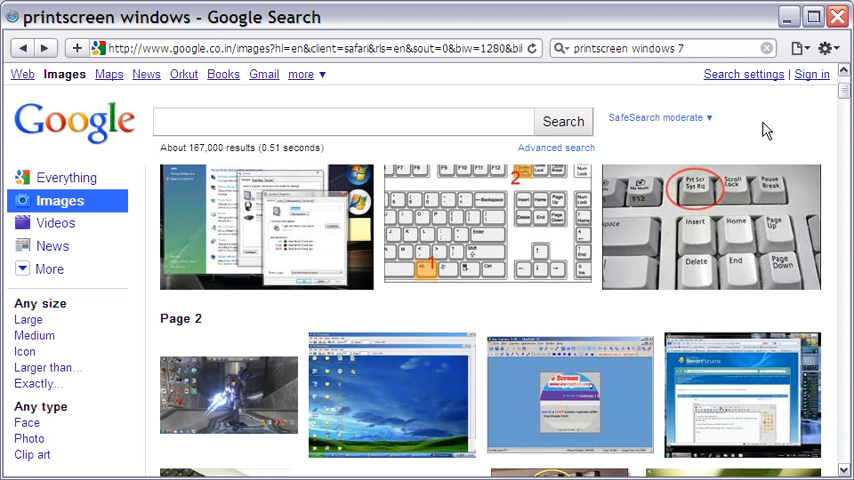 printscreen windows - Google Search
http://www.google.co.in/images?hl=en&client=safari&rls=en&sout=0&biw=1280&bil
printscreen windows 7
Web Images Maps News Orkut Books Gmail more ▼
Search settings | Sign in
Google
Search
SafeSearch moderate ▼
About 167,000 results (0.51 seconds)
Advanced search
Everything
Images
Videos
News
More
Any size
Large
Medium
Icon
Larger than...
Exactly...
Any type
Face
Photo
Clip art
2
1
Prt Scr
Sys Rq
Scroll
Lock
Pause
Break
F12
Insert
Home
Page
Up
Delete
End
Page
Down
Page 2